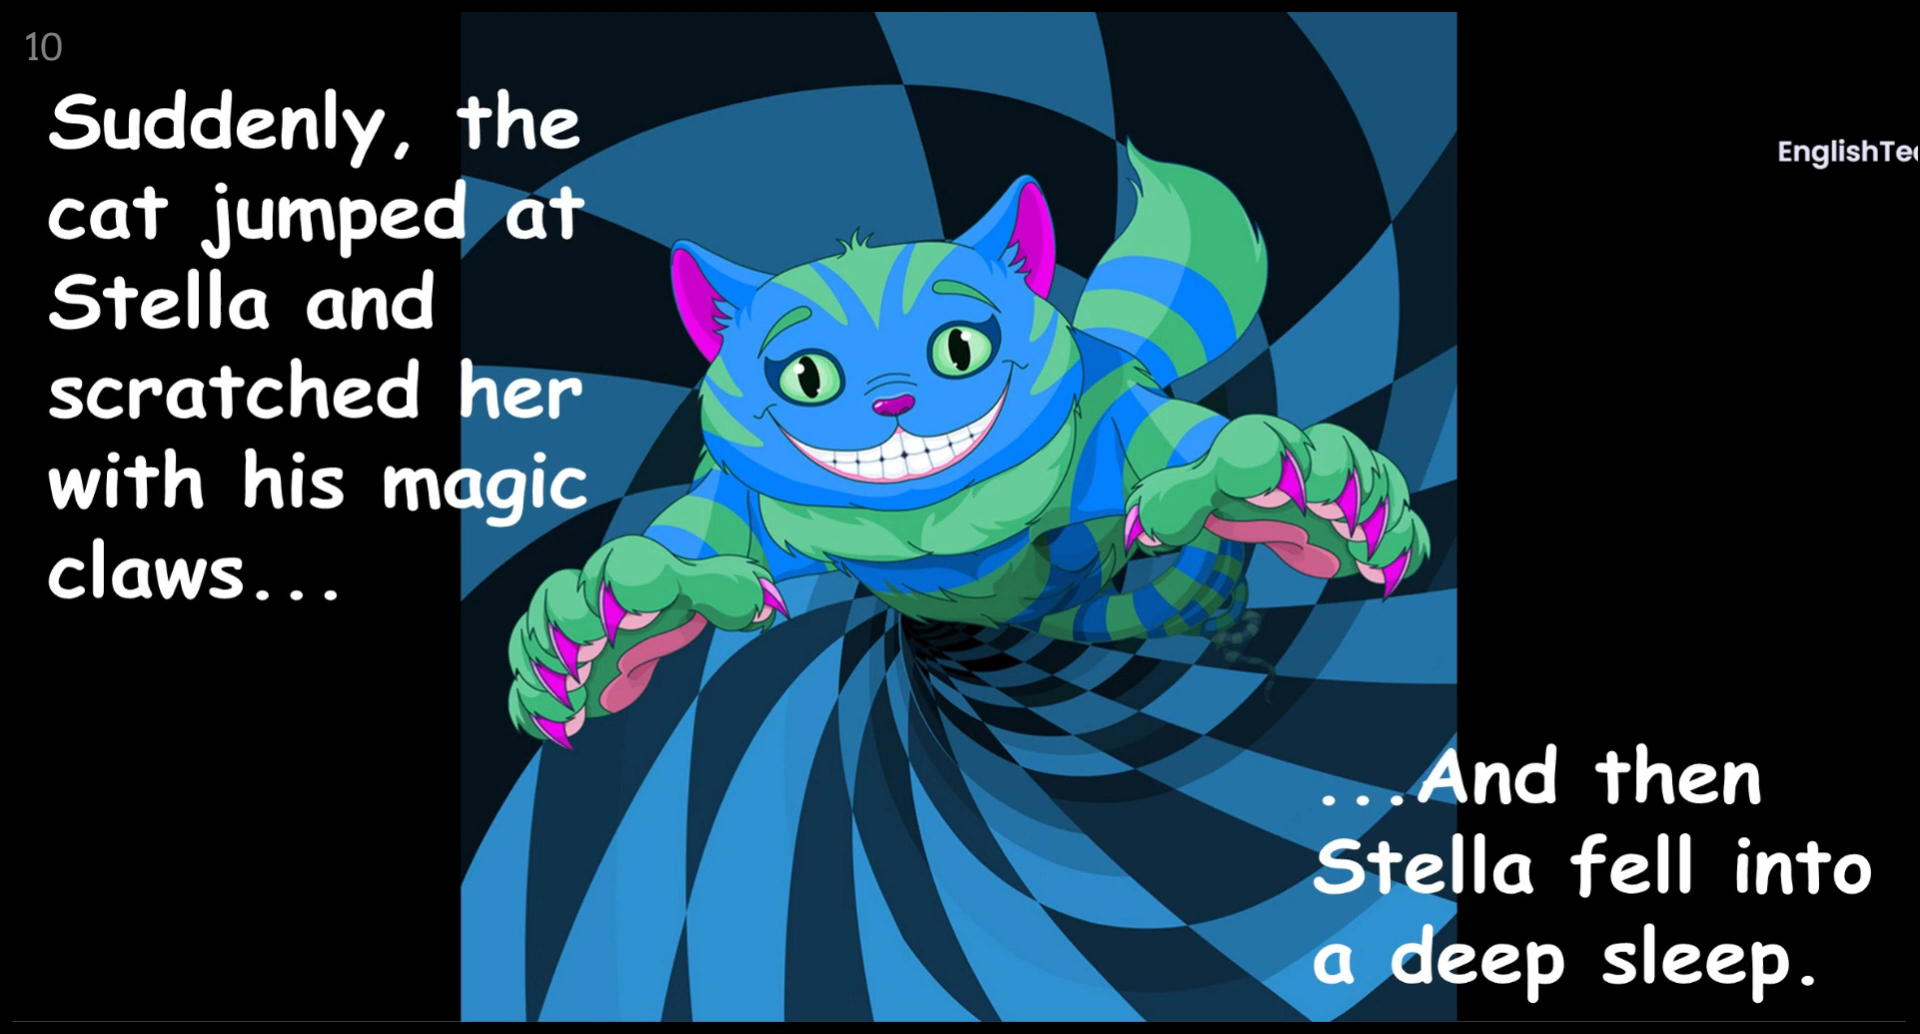 10
Suddenly, the
cat jumped at
Stella and
scratched her
with his magic
claws...
EnglishTe
...And then
Stella fell into
a deep sleep.